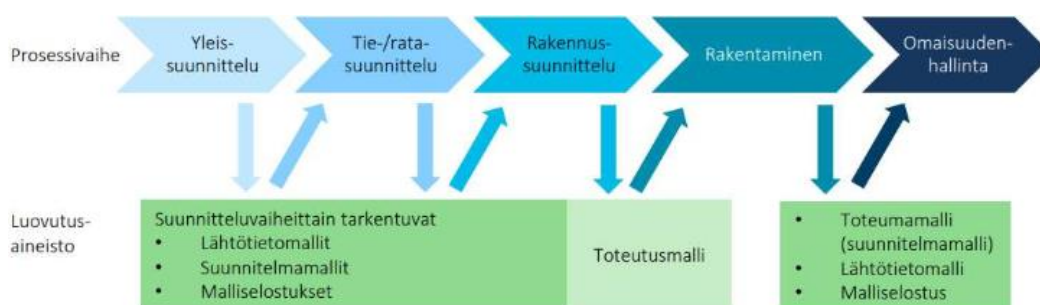 Prosessivaihe
Yleis-
suunnittelu
Tie-/rata-
suunnittelu
Rakennus-
suunnittelu
Rakentaminen
Omaisuuden-
hallinta
Luovutus-
aineisto
Suunnitteluvaiheittain tarkentuvat
• Lähtötietomallit
• Suunnitelmamallit
• Malliselostukset
Toteutusmalli
• Toteumamalli
(suunnitelmamalli)
• Lähtötietomalli
• Malliselostus